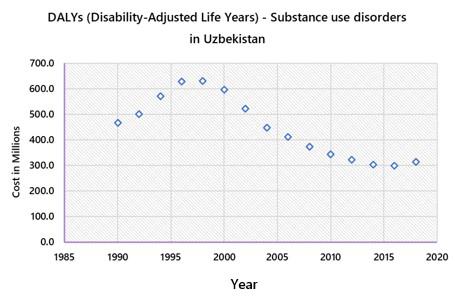 DALYs (Disability-Adjusted Life Years) - Substance use disorders
in Uzbekistan
700.0
600.0
500.0
400.0
300.0
200.0
100.0
0.0
Cost in Millions
1985 1990 1995 2000 2005 2010 2015 2020
Year